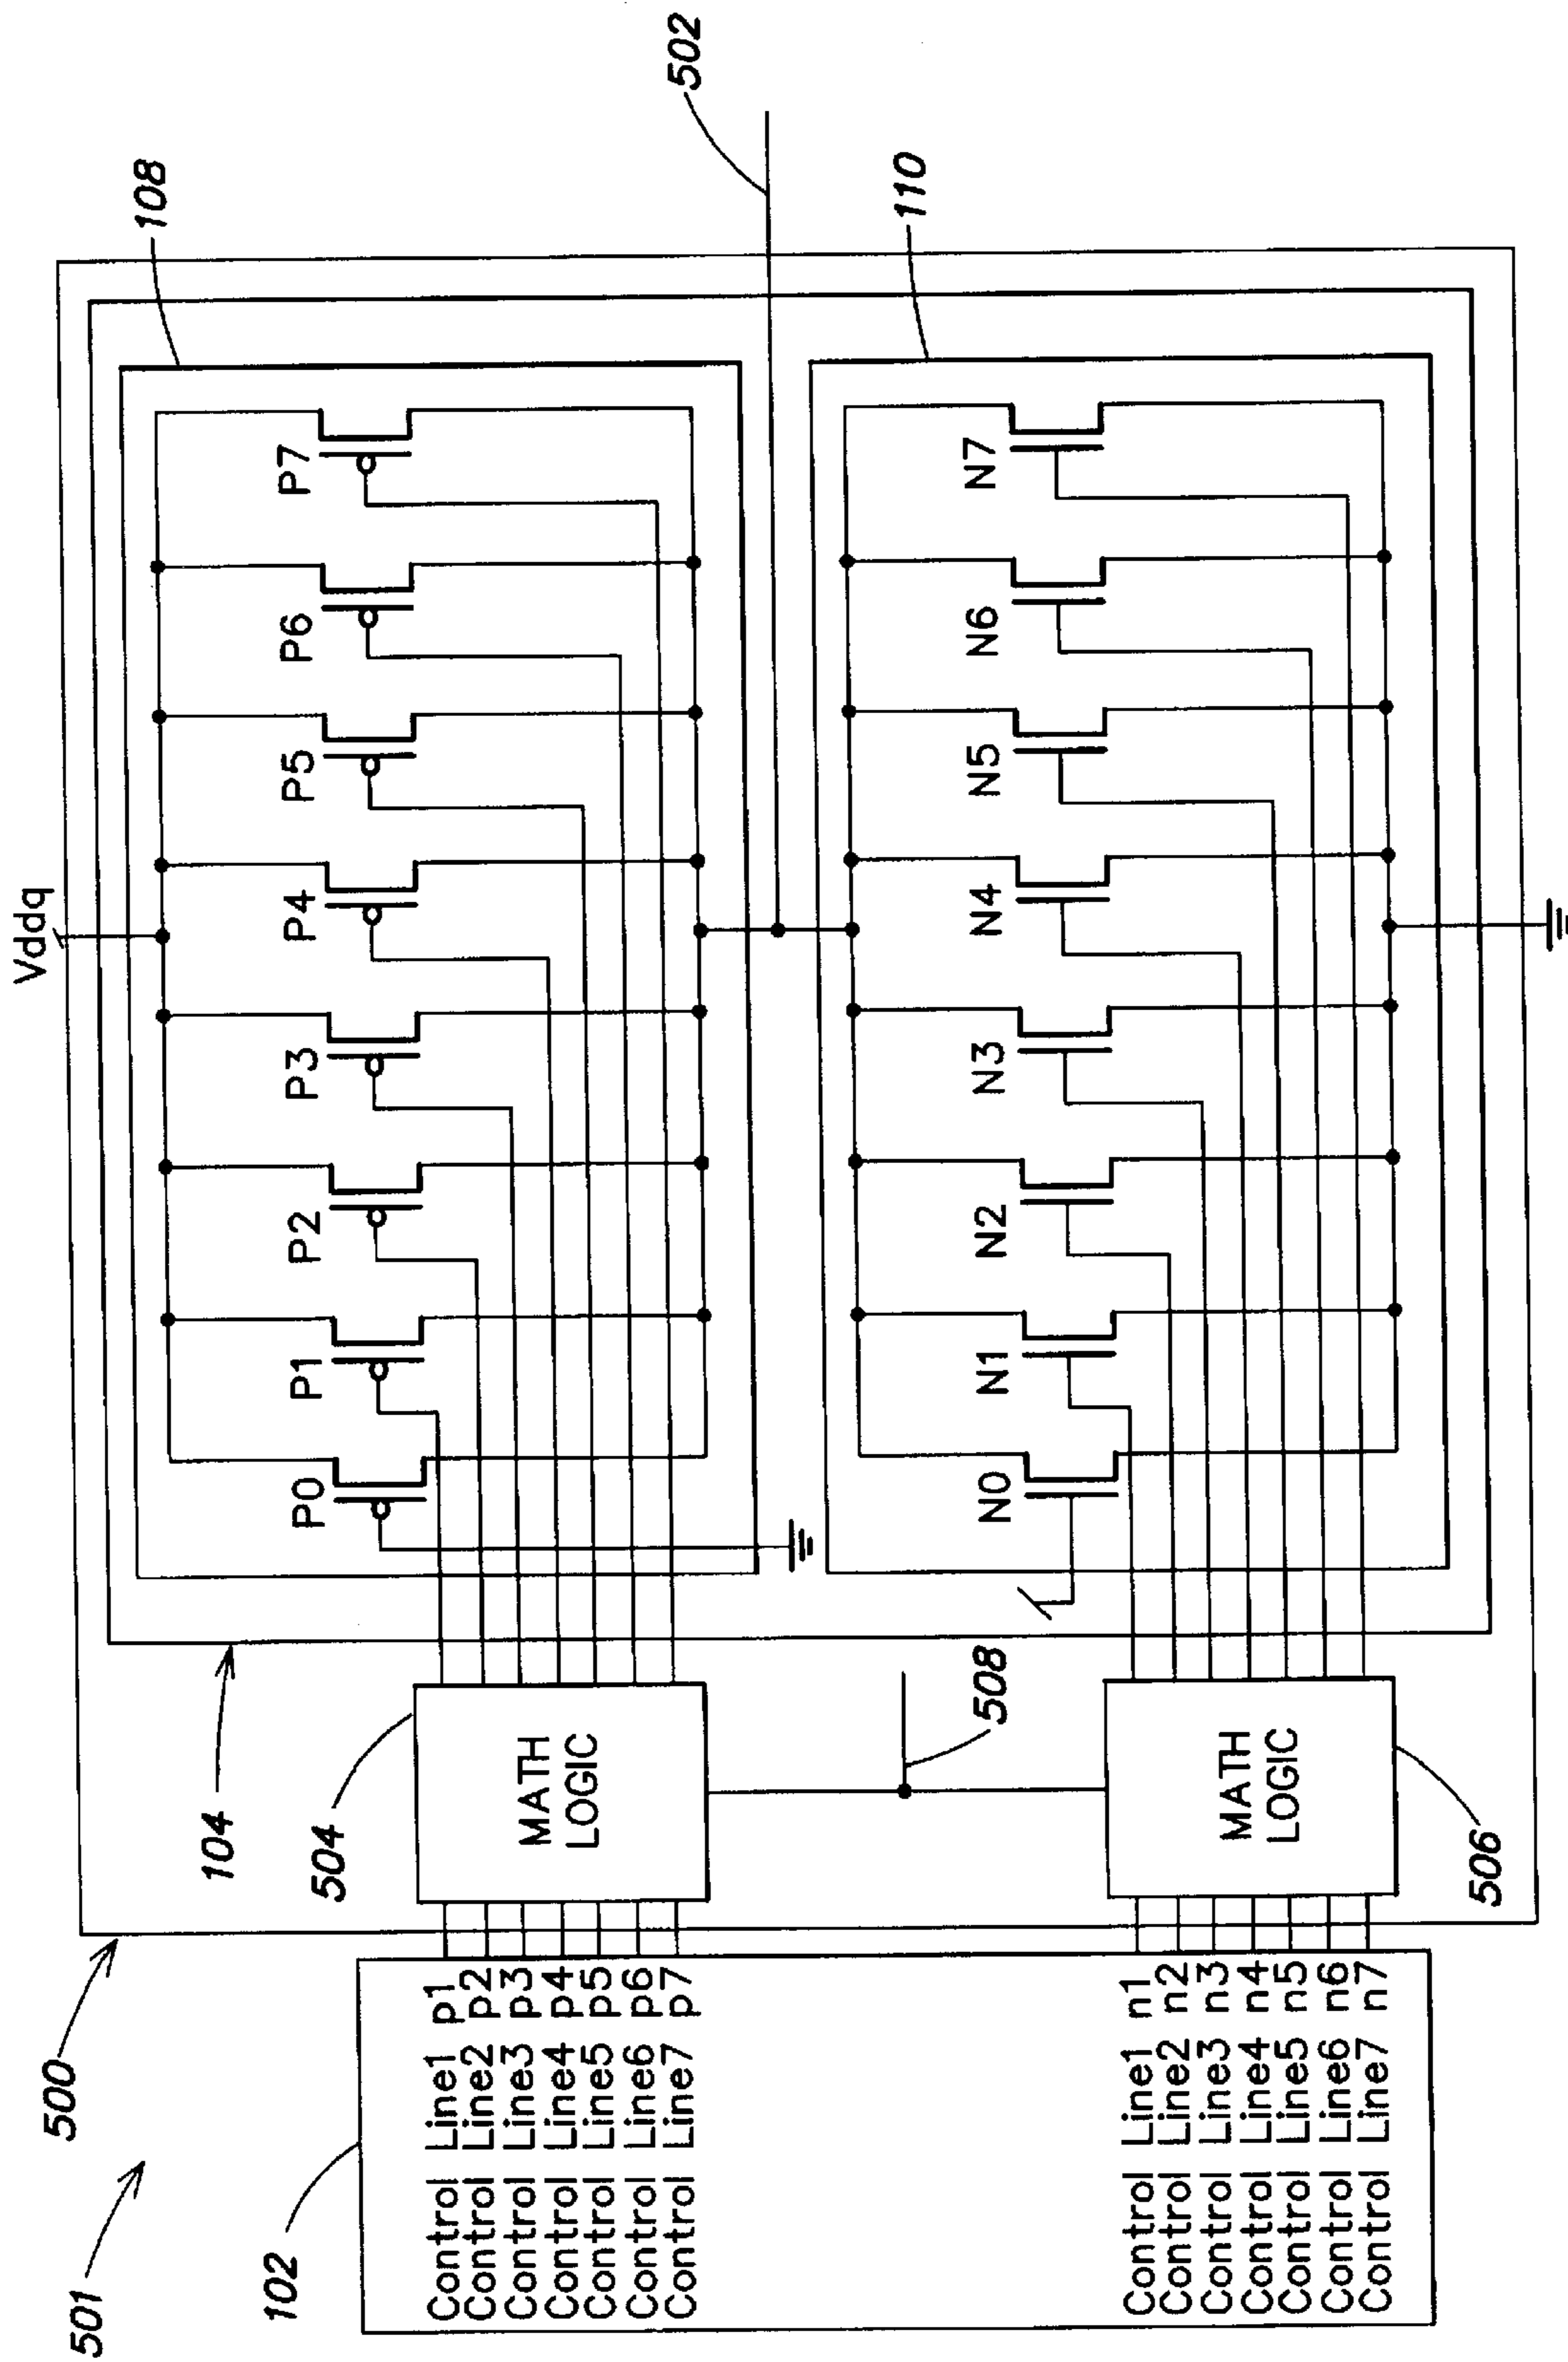 501
500
102
Control Line1 p1
Control Line2 p2
Control Line3 p3
Control Line4 p4
Control Line5 p5
Control Line6 p6
Control Line7 p7
Control Line1 n1
Control Line2 n2
Control Line3 n3
Control Line4 n4
Control Line5 n5
Control Line6 n6
Control Line7 n7
104
504
MATH
LOGIC
508
MATH
LOGIC
506
Vddq
108
P0
P1
P2
P3
P4
P5
P6
P7
502
110
N0
N1
N2
N3
N4
N5
N6
N7